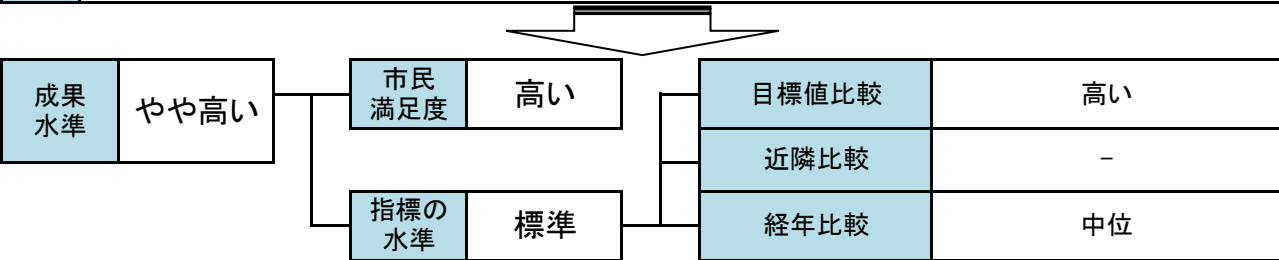 成果
水準
やや高い
市民
満足度
高い
指標の
水準
標準
目標値比較
高い
近隣比較
－
経年比較
中位